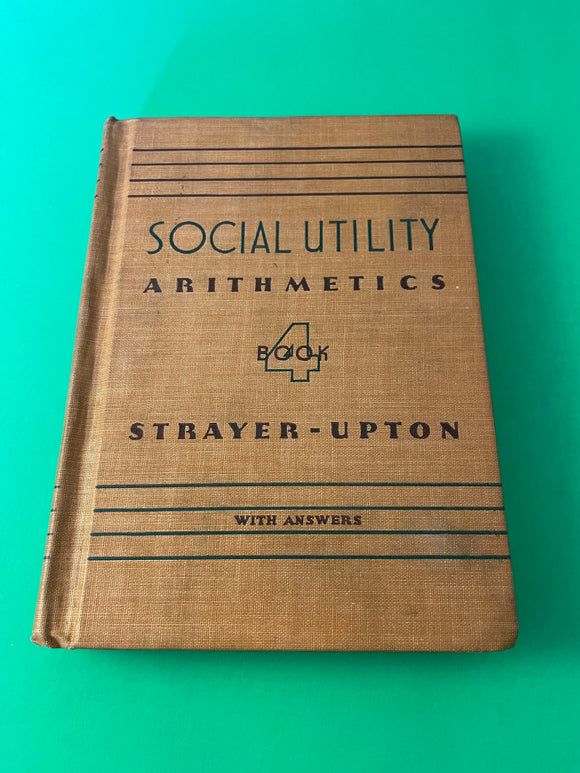 SOCIAL UTILITY
ARITHMETICS
BOOK 4
STRAYER-UPTON
WITH ANSWERS